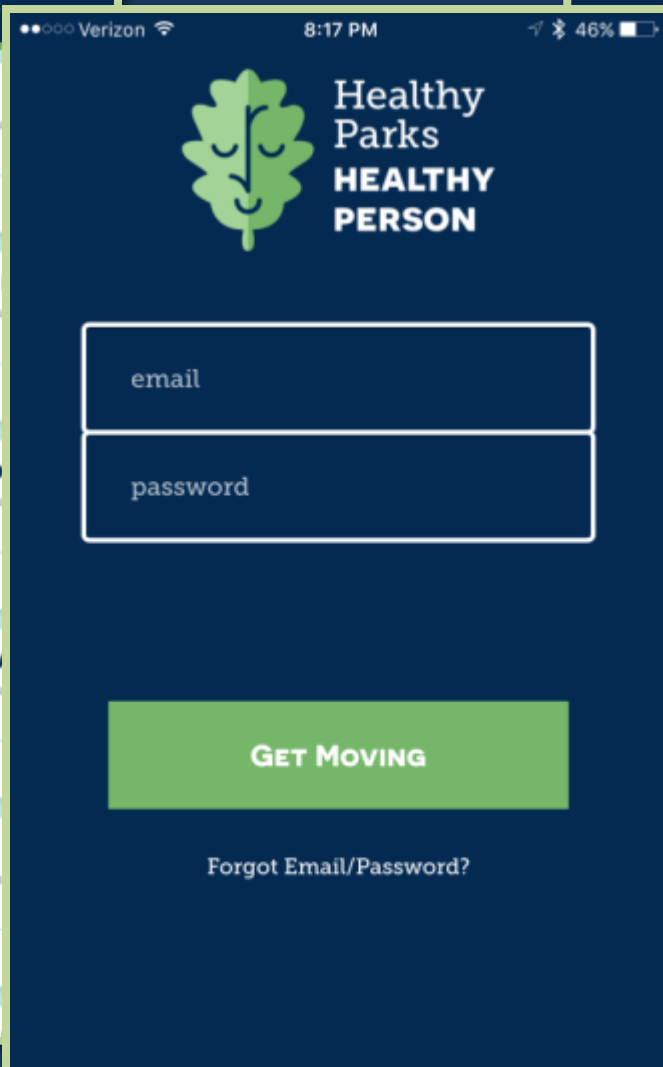 Verizon 8:17 PM 46%
Healthy
Parks
HEALTHY
PERSON
email
password
GET MOVING
Forgot Email/Password?